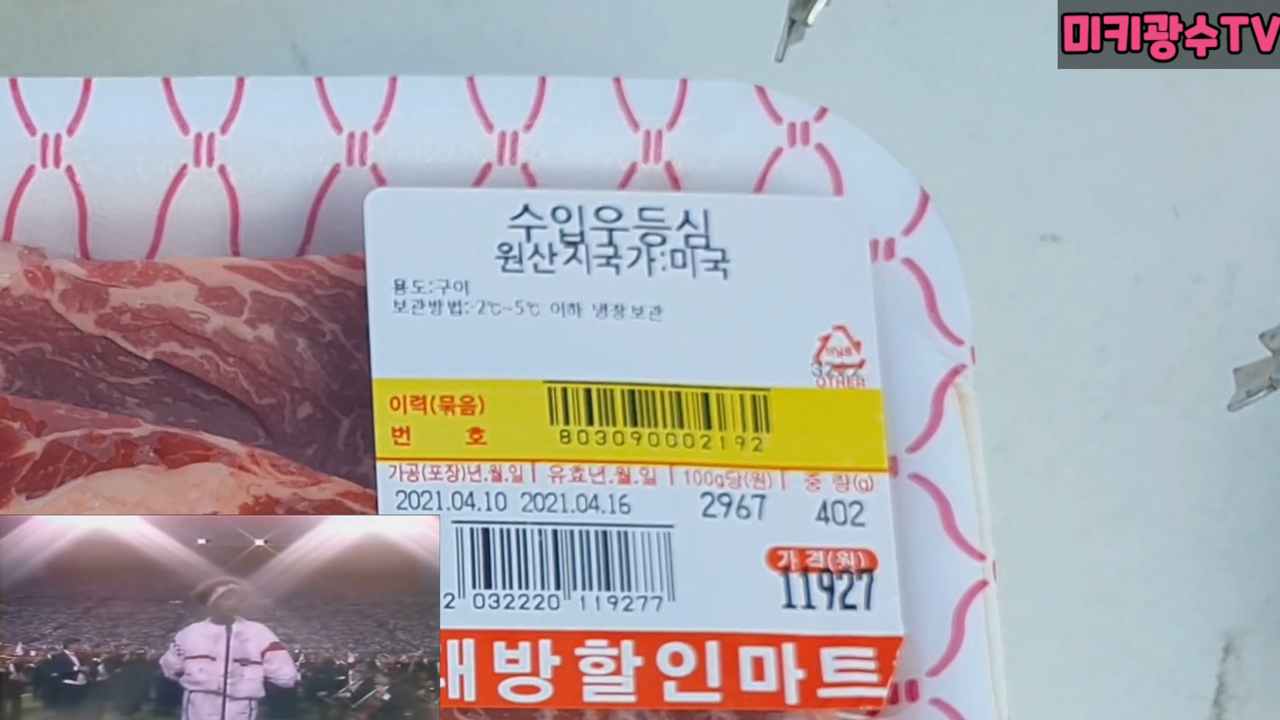 미키광수TV
수입우등심
원산지국가:미국
용도:구이
보관방법:-2℃~5℃ 이하 냉장보관
OTHER
이력(묶음)
번 호
803090002192
가공(포장)년.월.일 유효년.월.일 100g당(원) 중 량(g)
2021.04.10 2021.04.16 2967 402
가 격(원)
11927
2 032220 119277
방할인마트